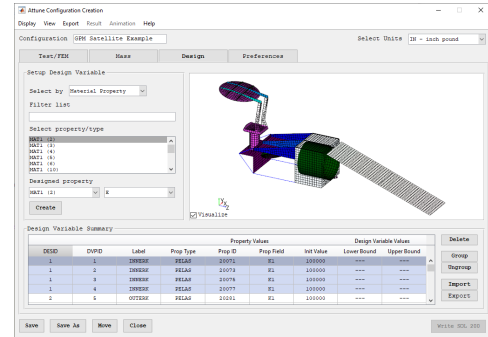 Attune Configuration Creation
Display View Export Result Animation Help
Configuration GPM Satellite Example Select Units IN - inch pound
Test/FEM Mass Design Preferences
Setup Design Variable
Select by Material Property
Filter list
Select property/type
MAT1 (2)
MAT1 (3)
MAT1 (4)
MAT1 (5)
MAT1 (6)
MAT1 (10)
Designed property
MAT1 (2) E
Create
Visualize
Design Variable Summary
Property Values Design Variable Values
DESID DVPID Label Prop Type Prop ID Prop Field Init Value Lower Bound Upper Bound
1 1 INNERK PELAS 20071 K1 100000 --- ---
1 2 INNERK PELAS 20073 K1 100000 --- ---
1 3 INNERK PELAS 20075 K1 100000 --- ---
1 4 INNERK PELAS 20077 K1 100000 --- ---
2 5 OUTERK PELAS 20201 K1 100000 --- ---
Delete
Group
Ungroup
Import
Export
Save Save As Move Close Write SOL 200